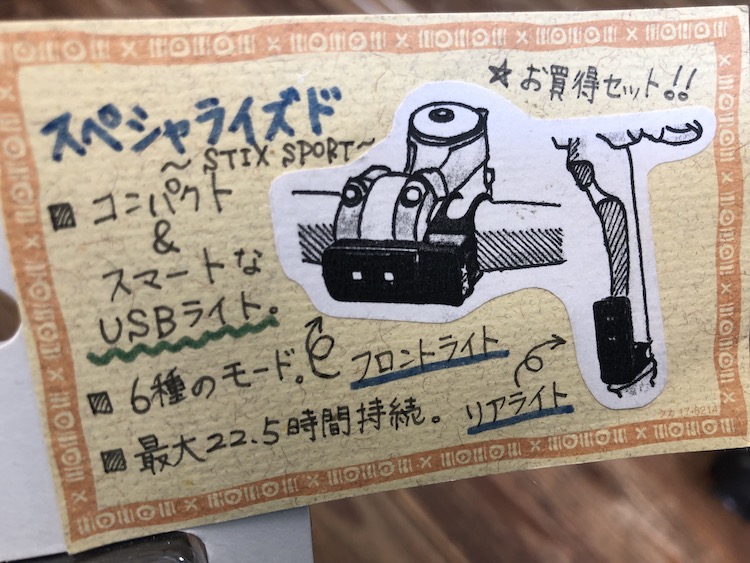 ☆お買得セット!!
スペシャライズド
〜STIX SPORT〜
コンパクト
&
スマートな
USBライト。
6種のモード。
フロントライト
最大22.5時間持続。
リアライト